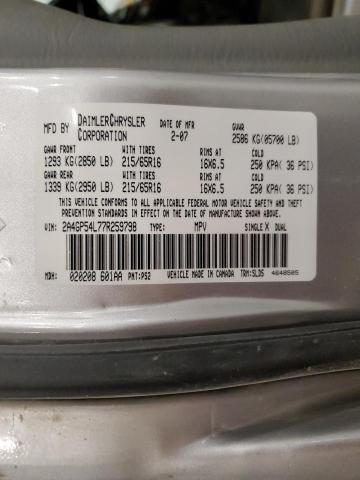 MFD BY DAIMLERCHRYSLER CORPORATION DATE OF MFR 2-07 GVWR 2586 KG(05700 LB)
GAWR FRONT WITH TIRES RIMS AT COLD
1293 KG(2850 LB) 215/65R16 16X6.5 250 KPA( 36 PSI)
GAWR REAR WITH TIRES RIMS AT COLD
1339 KG(2950 LB) 215/65R16 16X6.5 250 KPA( 36 PSI)
THIS VEHICLE CONFORMS TO ALL APPLICABLE FEDERAL MOTOR VEHICLE SAFETY, BUMPER, AND THEFT
PREVENTION STANDARDS IN EFFECT ON THE DATE OF MANUFACTURE SHOWN ABOVE.
VIN: 2A4GP54L77R259798 TYPE: MPV SINGLE X DUAL
MDH: 020208 601AA PNT:PS2 VEHICLE MADE IN CANADA TRM:SLDS 4648505